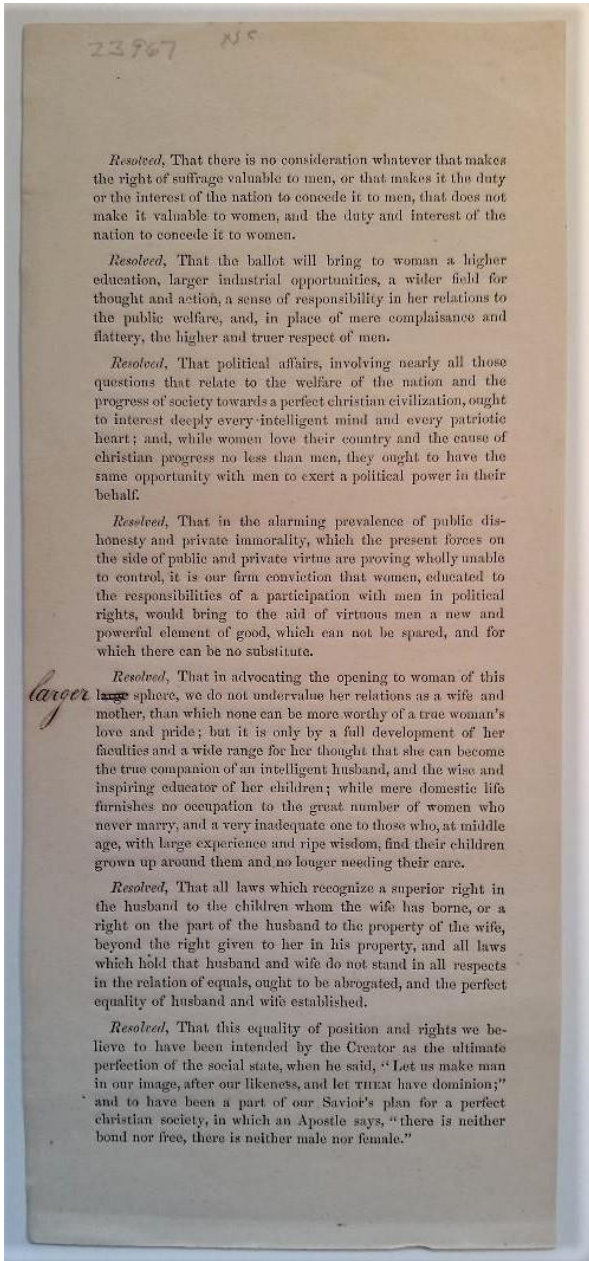 23967 Nc
Resolved, That there is no consideration whatever that makes
the right of suffrage valuable to men, or that makes it the duty
or the interest of the nation to concede it to men, that does not
make it valuable to women, and the duty and interest of the
nation to concede it to women.
Resolved, That the ballot will bring to woman a higher
education, larger industrial opportunities, a wider field for
thought and action, a sense of responsibility in her relations to
the public welfare, and, in place of mere complaisance and
flattery, the higher and truer respect of men.
Resolved, That political affairs, involving nearly all those
questions that relate to the welfare of the nation and the
progress of society towards a perfect christian civilization, ought
to interest deeply every intelligent mind and every patriotic
heart; and, while women love their country and the cause of
christian progress no less than men, they ought to have the
same opportunity with men to exert a political power in their
behalf.
Resolved, That in the alarming prevalence of public dis-
honesty and private immorality, which the present forces on
the side of public and private virtue are proving wholly unable
to control, it is our firm conviction that women, educated to
the responsibilities of a participation with men in political
rights, would bring to the aid of virtuous men a new and
powerful element of good, which can not be spared, and for
which there can be no substitute.
Resolved, That in advocating the opening to woman of this
larger large sphere, we do not undervalue her relations as a wife and
mother, than which none can be more worthy of a true woman's
love and pride; but it is only by a full development of her
faculties and a wide range for her thought that she can become
the true companion of an intelligent husband, and the wise and
inspiring educator of her children; while mere domestic life
furnishes no occupation to the great number of women who
never marry, and a very inadequate one to those who, at middle
age, with large experience and ripe wisdom, find their children
grown up around them and no longer needing their care.
Resolved, That all laws which recognize a superior right in
the husband to the children whom the wife has borne, or a
right on the part of the husband to the property of the wife,
beyond the right given to her in his property, and all laws
which hold that husband and wife do not stand in all respects
in the relation of equals, ought to be abrogated, and the perfect
equality of husband and wife established.
Resolved, That this equality of position and rights we be-
lieve to have been intended by the Creator as the ultimate
perfection of the social state, when he said, "Let us make man
in our image, after our likeness, and let THEM have dominion;"
and to have been a part of our Savior's plan for a perfect
christian society, in which an Apostle says, "there is neither
bond nor free, there is neither male nor female."